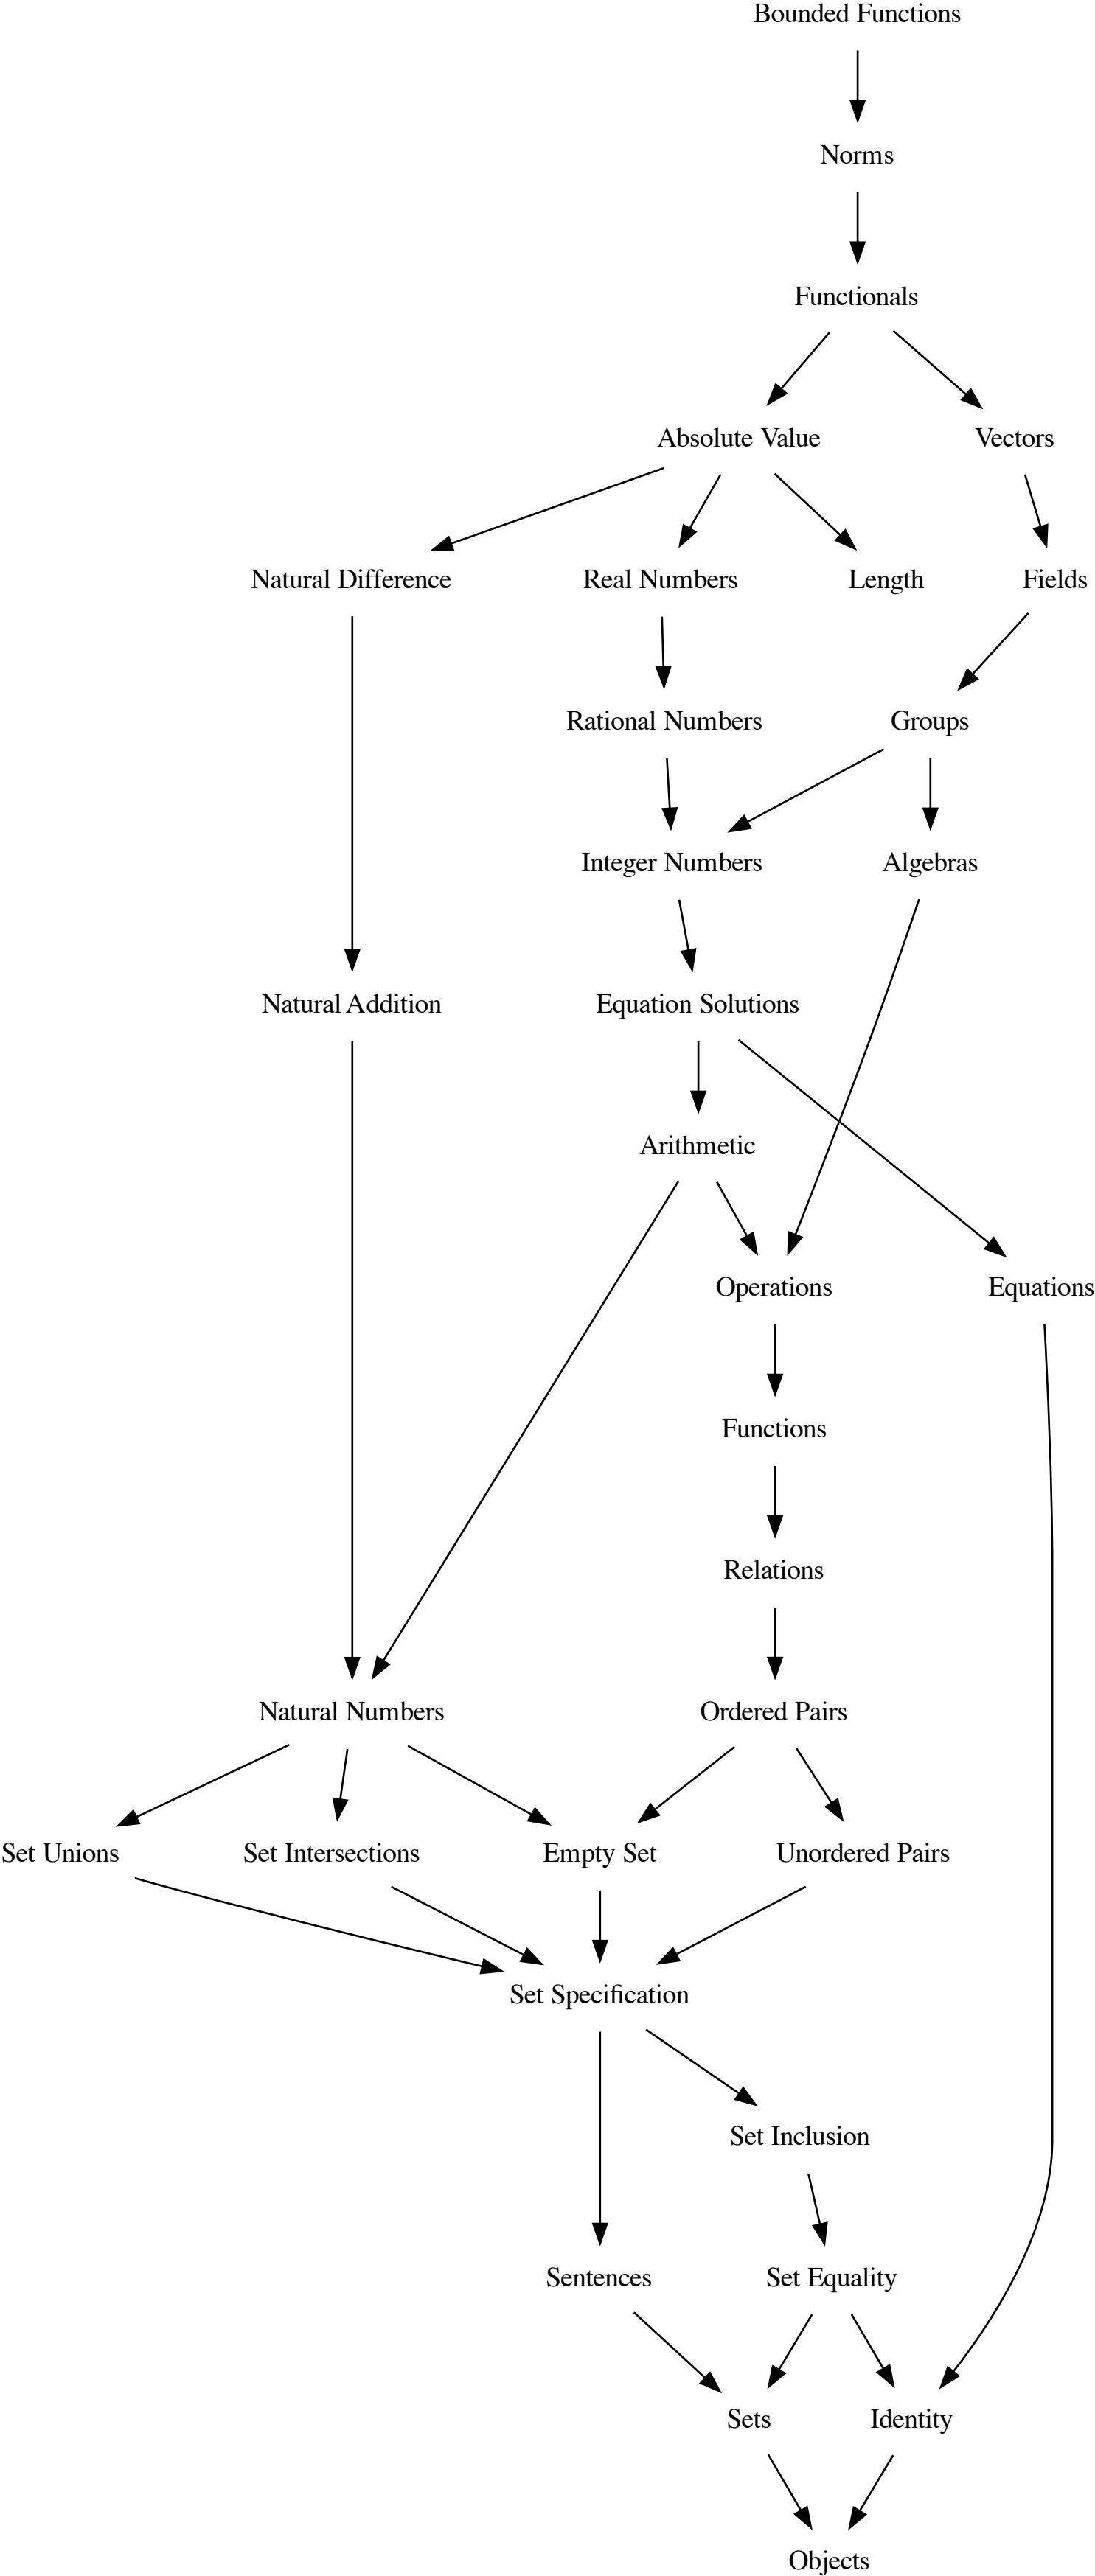 Bounded Functions
Norms
Functionals
Absolute Value
Vectors
Natural Difference
Real Numbers
Length
Fields
Rational Numbers
Groups
Integer Numbers
Algebras
Natural Addition
Equation Solutions
Arithmetic
Operations
Equations
Functions
Relations
Natural Numbers
Ordered Pairs
Set Unions
Set Intersections
Empty Set
Unordered Pairs
Set Specification
Set Inclusion
Sentences
Set Equality
Sets
Identity
Objects